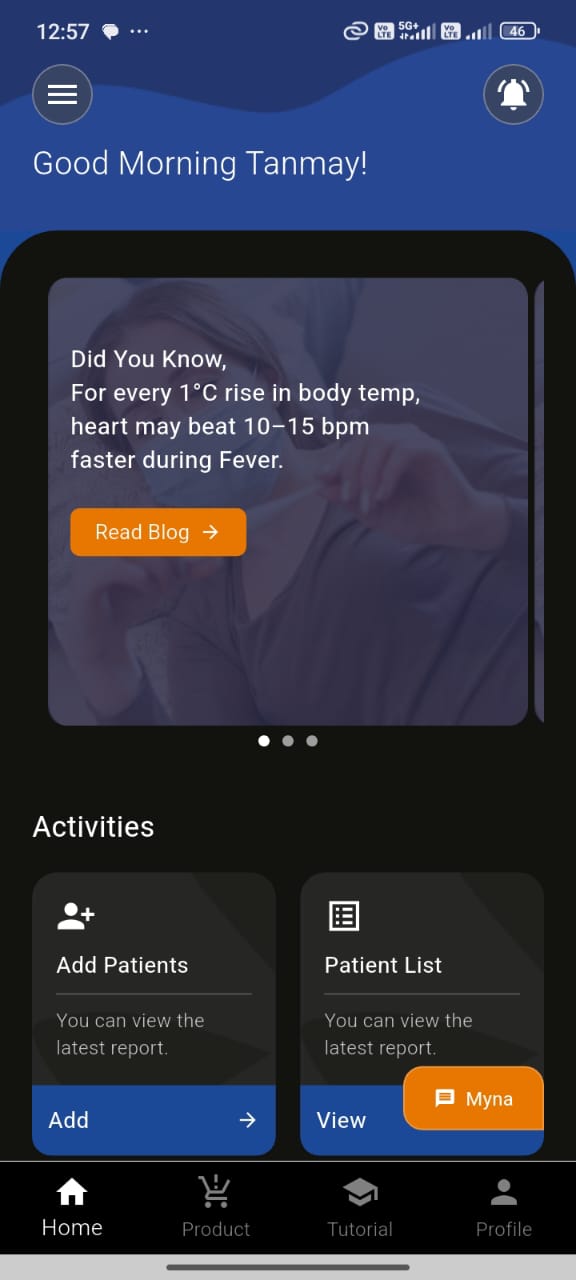 12:57
5G+
Vo
LTE
Vo
LTE
46
Good Morning Tanmay!
Did You Know,
For every 1°C rise in body temp,
heart may beat 10–15 bpm
faster during Fever.
Read Blog
Activities
Add Patients
Patient List
You can view the
latest report.
You can view the
latest report.
Add
View
Myna
Home
Product
Tutorial
Profile